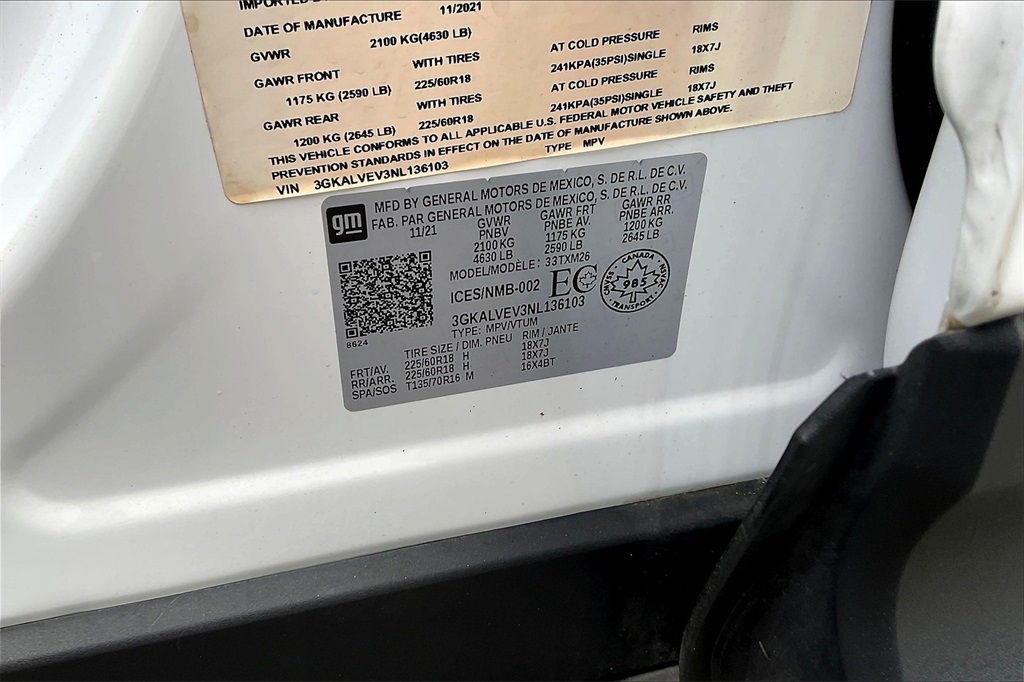 IMPORTED B
DATE OF MANUFACTURE 11/2021
GVWR 2100 KG(4630 LB)
GAWR FRONT WITH TIRES AT COLD PRESSURE RIMS
1175 KG (2590 LB) 225/60R18 241KPA(35PSI)SINGLE 18X7J
GAWR REAR WITH TIRES AT COLD PRESSURE RIMS
1200 KG (2645 LB) 225/60R18 241KPA(35PSI)SINGLE 18X7J
THIS VEHICLE CONFORMS TO ALL APPLICABLE U.S. FEDERAL MOTOR VEHICLE SAFETY AND THEFT
PREVENTION STANDARDS IN EFFECT ON THE DATE OF MANUFACTURE SHOWN ABOVE.
VIN 3GKALVEV3NL136103 TYPE MPV
gm MFD BY GENERAL MOTORS DE MEXICO, S. DE R.L. DE C.V.
FAB. PAR GENERAL MOTORS DE MEXICO, S. DE R.L. DE C.V.
11/21 GVWR GAWR FRT GAWR RR
PNBV PNBE AV. PNBE ARR.
2100 KG 1175 KG 1200 KG
4630 LB 2590 LB 2645 LB
MODEL/MODÈLE: 33TXM26
ICES/NMB-002 EC
CANADA
985
TRANSPORT
3GKALVEV3NL136103
TYPE: MPV/VTUM
8624
TIRE SIZE / DIM. PNEU RIM / JANTE
FRT/AV. 225/60R18 H 18X7J
RR/ARR. 225/60R18 H 18X7J
SPA/SOS T135/70R16 M 16X4BT